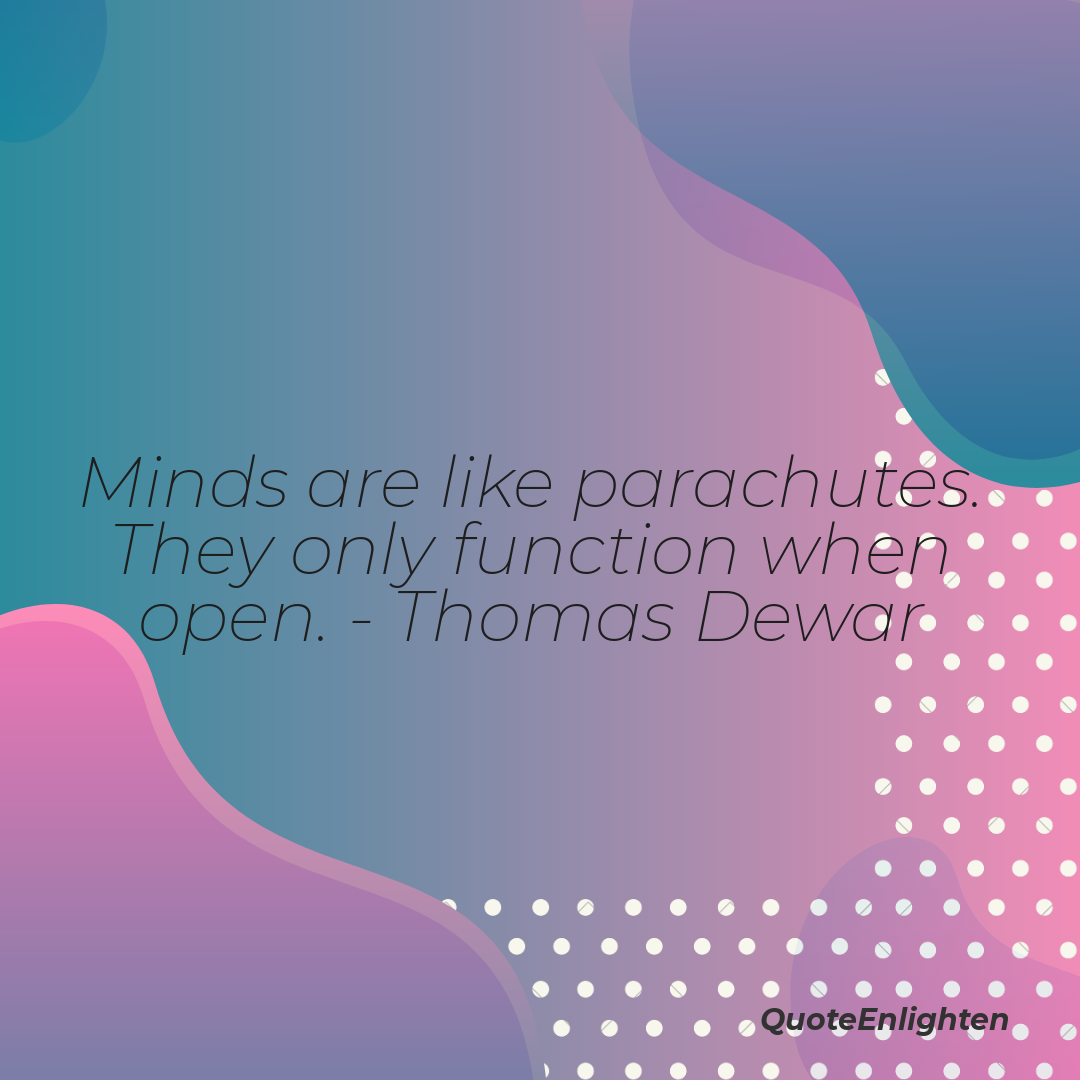 Minds are like parachutes.
They only function when
open. - Thomas Dewar
QuoteEnlighten